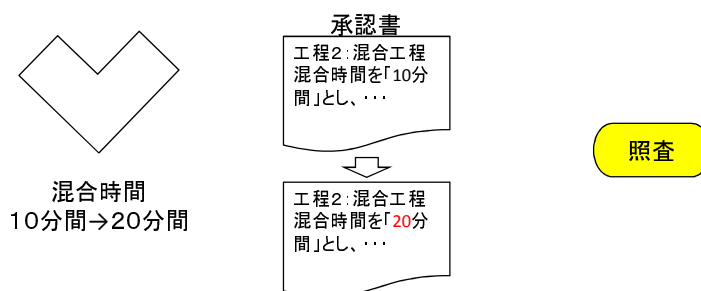 承認書
工程2:混合工程
混合時間を「10分
間」とし、・・・
混合時間
10分間→20分間
工程2:混合工程
混合時間を「20分
間」とし、・・・
照査